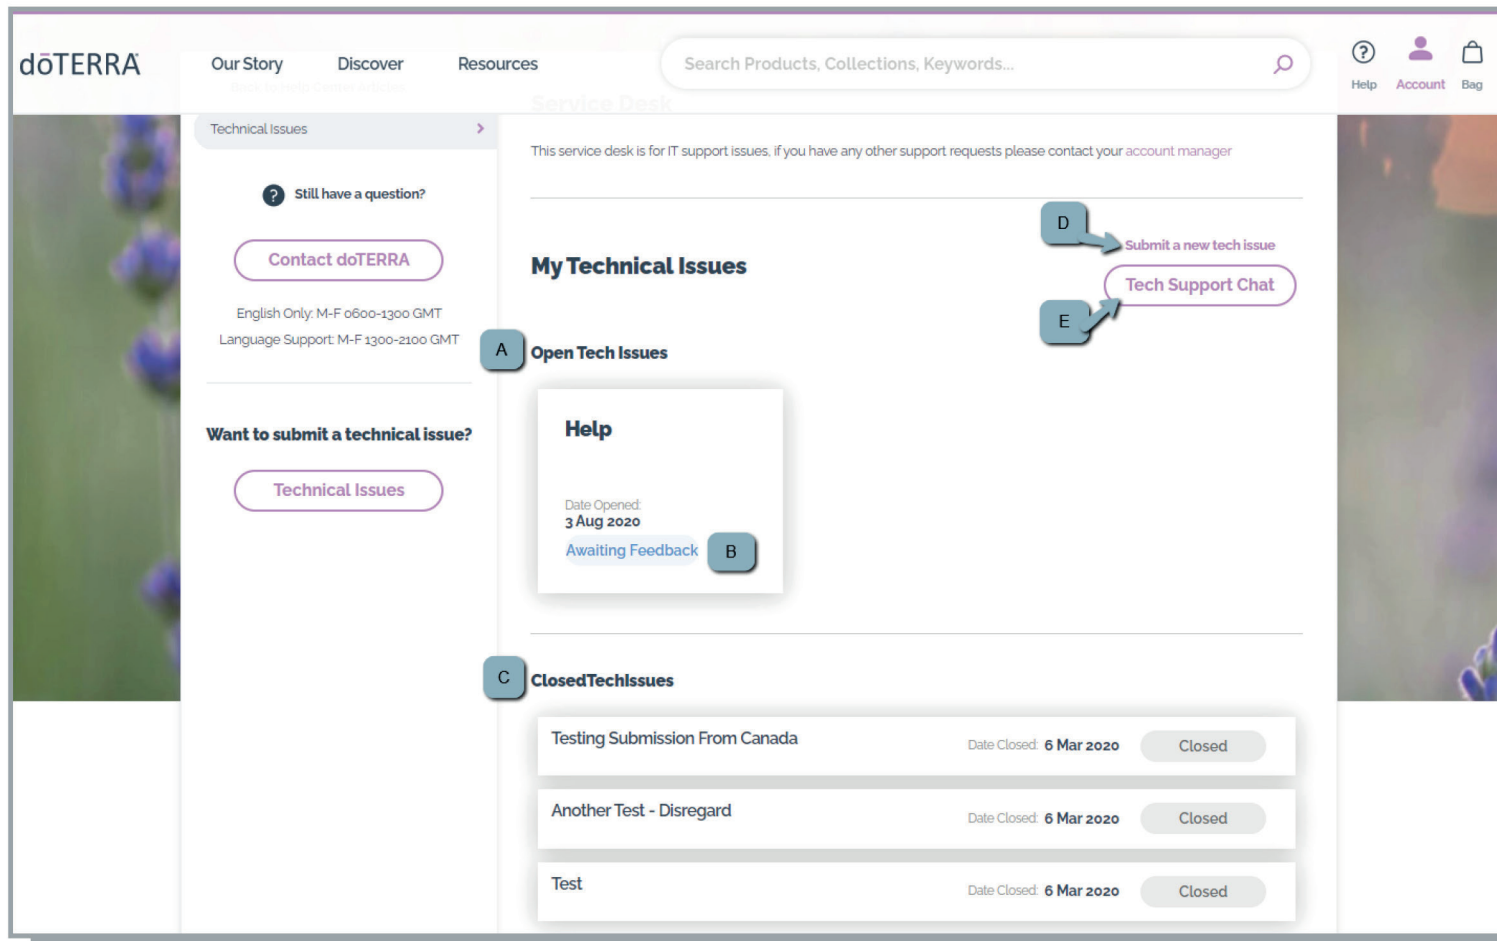 dōTERRA
Our Story
Discover
Resources
Search Products, Collections, Keywords...
Help
Account
Bag
Service Desk
Technical Issues
This service desk is for IT support issues, if you have any other support requests please contact your account manager
? Still have a question?
Contact doTERRA
English Only: M-F 0600-1300 GMT
Language Support: M-F 1300-2100 GMT
Want to submit a technical issue?
Technical Issues
D
Submit a new tech issue
My Technical Issues
Tech Support Chat
E
A
Open Tech Issues
Help
Date Opened:
3 Aug 2020
Awaiting Feedback
B
C
ClosedTechIssues
Testing Submission From Canada
Date Closed: 6 Mar 2020
Closed
Another Test - Disregard
Date Closed: 6 Mar 2020
Closed
Test
Date Closed: 6 Mar 2020
Closed